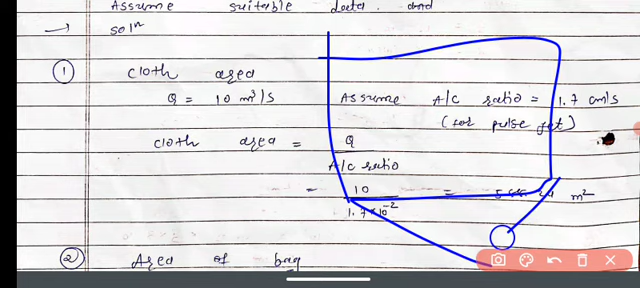 Assume suitable data and
→ solⁿ
① cloth area
Q = 10 m³/s Assume A/C ratio = 1.7 cm/s
(for pulse jet)
cloth area = Q
A/C ratio
= 10 = m²
1.7*10⁻²
② Area of bag